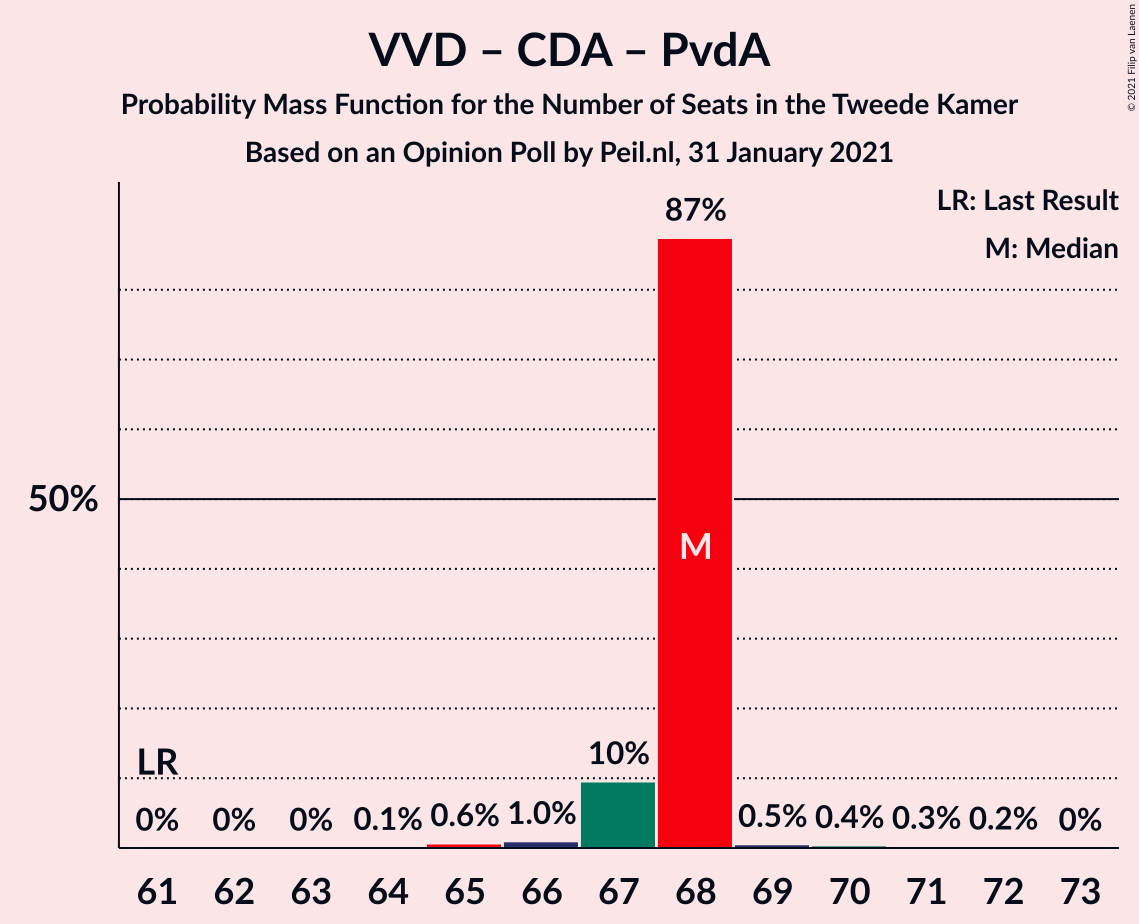 VVD – CDA – PvdA
Probability Mass Function for the Number of Seats in the Tweede Kamer
Based on an Opinion Poll by Peil.nl, 31 January 2021
© 2021 Filip van Laenen
LR: Last Result
M: Median
87%
50%
M
LR
10%
0% 0% 0% 0.1% 0.6% 1.0% 0.5% 0.4% 0.3% 0.2% 0%
61 62 63 64 65 66 67 68 69 70 71 72 73